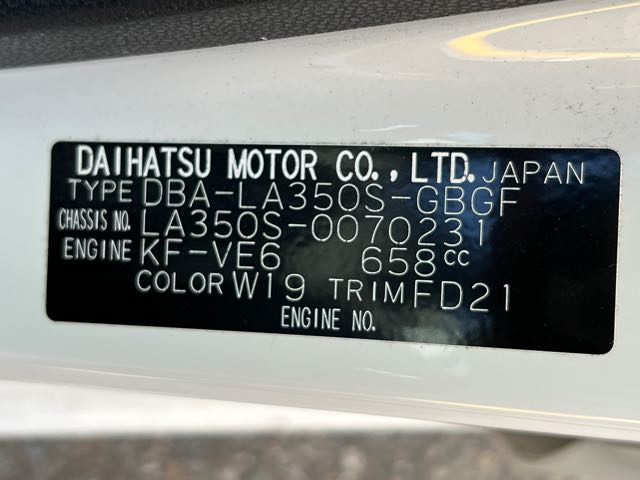 DAIHATSU MOTOR CO., LTD. JAPAN
TYPE DBA-LA350S-GBGF
CHASSIS NO. LA350S-0070231
ENGINE KF-VE6 658cc
COLOR W19 TRIM FD21
ENGINE NO.